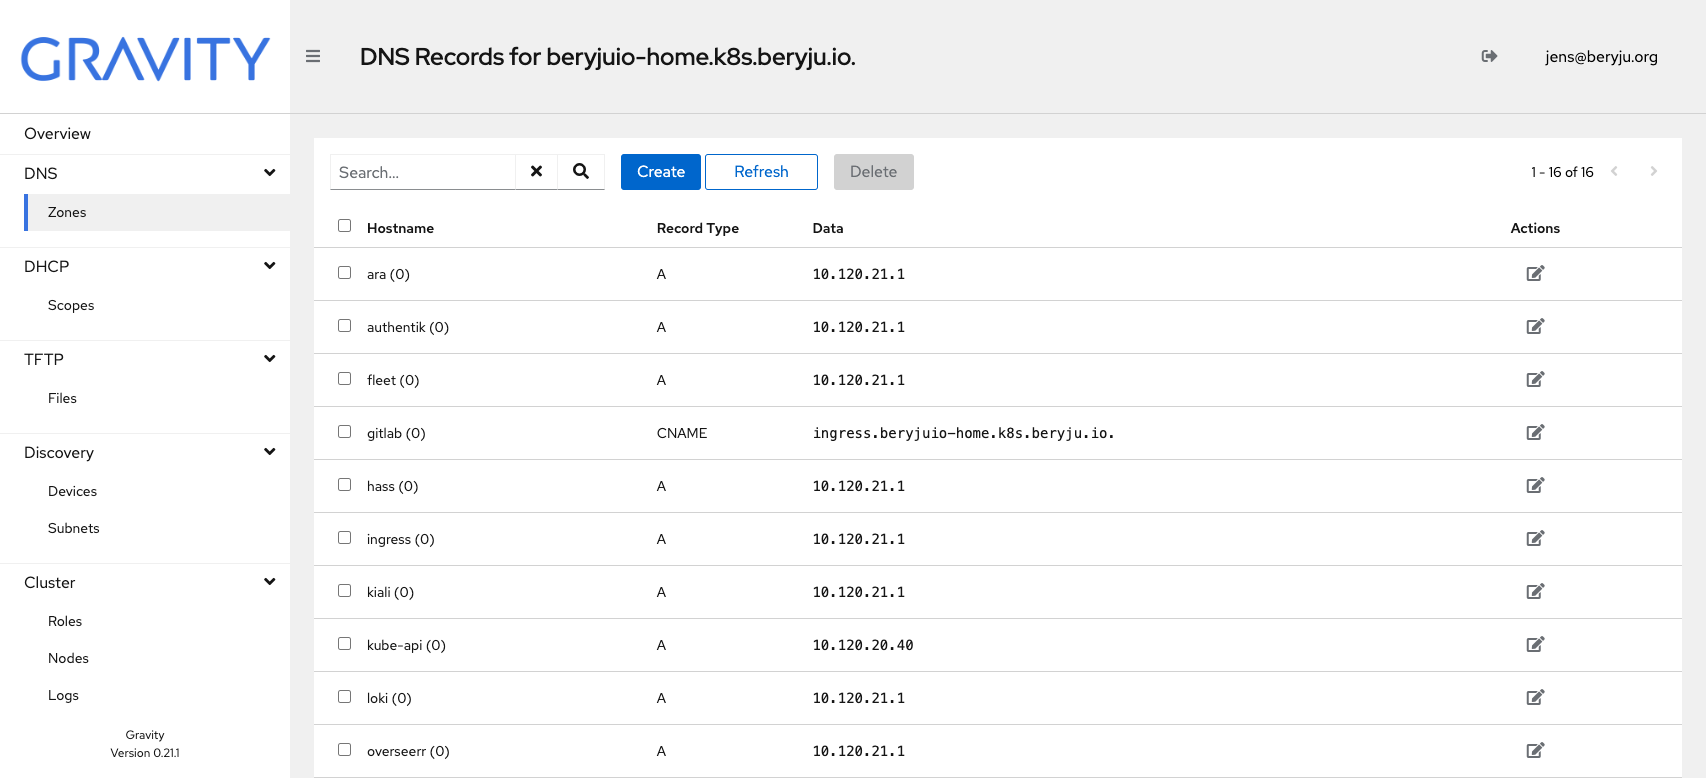 GRAVITY
DNS Records for beryjuio-home.k8s.beryju.io.
jens@beryju.org
Overview
DNS
Zones
DHCP
Scopes
TFTP
Files
Discovery
Devices
Subnets
Cluster
Roles
Nodes
Logs
Gravity
Version 0.21.1
Search...
Create
Refresh
Delete
1 - 16 of 16
Hostname Record Type Data Actions
ara (0) A 10.120.21.1
authentik (0) A 10.120.21.1
fleet (0) A 10.120.21.1
gitlab (0) CNAME ingress.beryjuio-home.k8s.beryju.io.
hass (0) A 10.120.21.1
ingress (0) A 10.120.21.1
kiali (0) A 10.120.21.1
kube-api (0) A 10.120.20.40
loki (0) A 10.120.21.1
overseerr (0) A 10.120.21.1